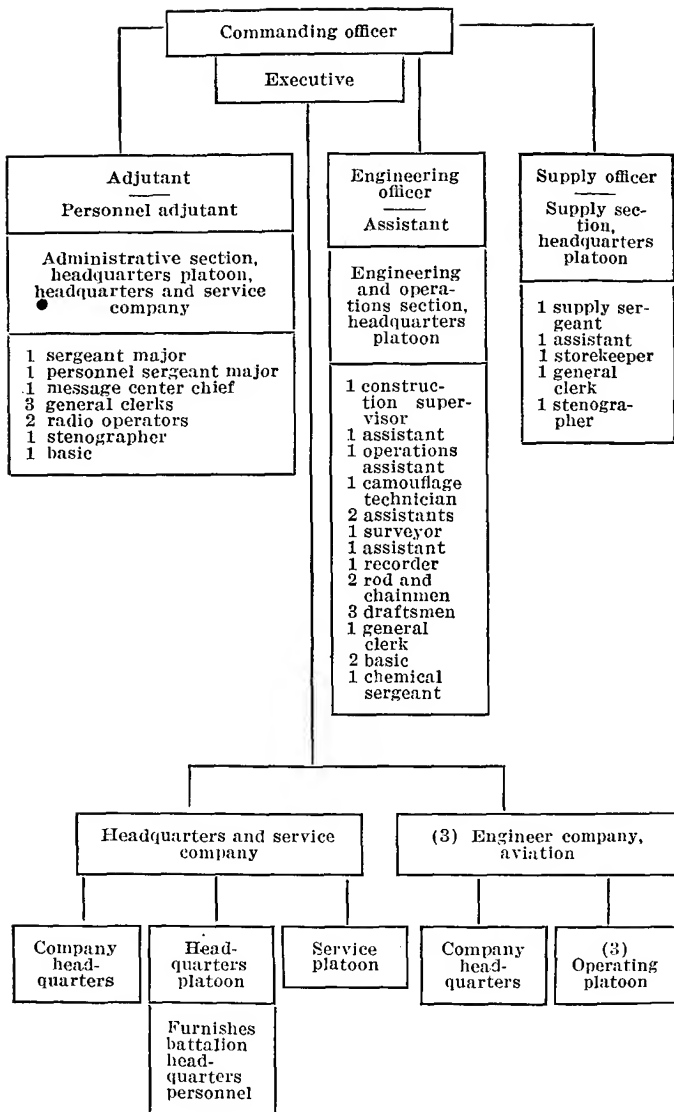 Commanding officer
Executive
Adjutant
Personnel adjutant
Administrative section,
headquarters platoon,
headquarters and service
company
1 sergeant major
1 personnel sergeant major
1 message center chief
3 general clerks
2 radio operators
1 stenographer
1 basic
Engineering
officer
Assistant
Engineering
and opera-
tions section,
headquarters
platoon
1 construc-
tion super-
visor
1 assistant
1 operations
assistant
1 camouflage
technician
2 assistants
1 surveyor
1 assistant
1 recorder
2 rod and
chainmen
3 draftsmen
1 general
clerk
2 basic
1 chemical
sergeant
Supply officer
Supply sec-
tion,
headquarters
platoon
1 supply ser-
geant
1 assistant
1 storekeeper
1 general
clerk
1 stenogra-
pher
Headquarters and service
company
Company
head-
quarters
Head-
quarters
platoon
Furnishes
battalion
head-
quarters
personnel
Service
platoon
(3) Engineer company,
aviation
Company
head-
quarters
(3)
Operating
platoon